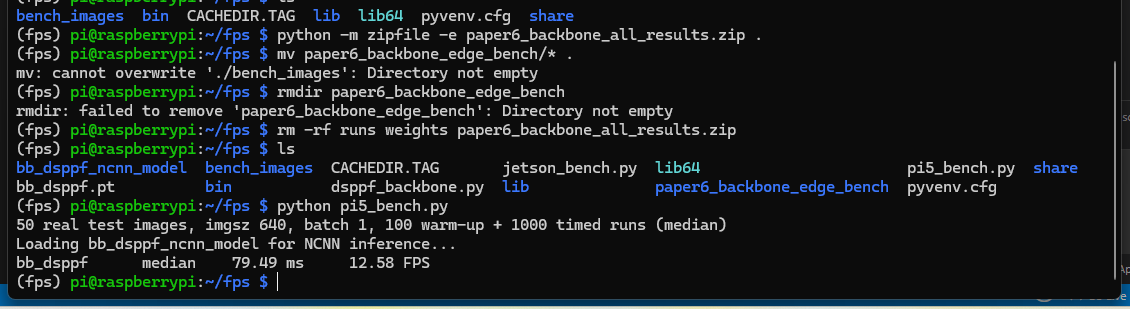 bench_images  bin  CACHEDIR.TAG  lib  lib64  pyvenv.cfg  share
(fps) pi@raspberrypi:~/fps $ python -m zipfile -e paper6_backbone_all_results.zip .
(fps) pi@raspberrypi:~/fps $ mv paper6_backbone_edge_bench/* .
mv: cannot overwrite './bench_images': Directory not empty
(fps) pi@raspberrypi:~/fps $ rmdir paper6_backbone_edge_bench
rmdir: failed to remove 'paper6_backbone_edge_bench': Directory not empty
(fps) pi@raspberrypi:~/fps $ rm -rf runs weights paper6_backbone_all_results.zip
(fps) pi@raspberrypi:~/fps $ ls
bb_dsppf_ncnn_model  bench_images  CACHEDIR.TAG       jetson_bench.py  lib64                       pi5_bench.py  share
bb_dsppf.pt          bin           dsppf_backbone.py  lib              paper6_backbone_edge_bench  pyvenv.cfg
(fps) pi@raspberrypi:~/fps $ python pi5_bench.py
50 real test images, imgsz 640, batch 1, 100 warm-up + 1000 timed runs (median)
Loading bb_dsppf_ncnn_model for NCNN inference...
bb_dsppf      median    79.49 ms     12.58 FPS
(fps) pi@raspberrypi:~/fps $